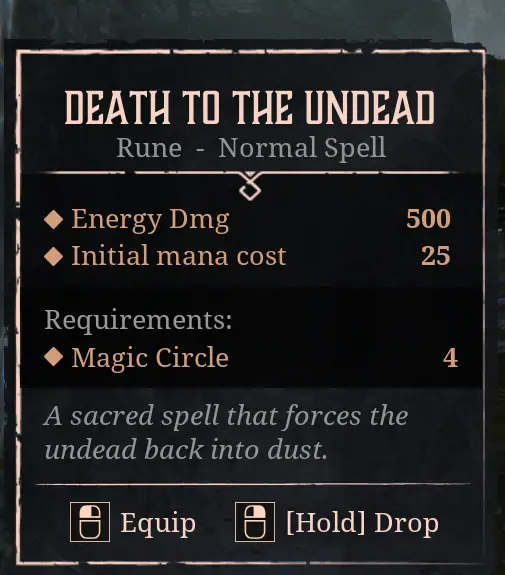 DEATH TO THE UNDEAD
Rune - Normal Spell
Energy Dmg 500
Initial mana cost 25
Requirements:
Magic Circle 4
A sacred spell that forces the
undead back into dust.
Equip [Hold] Drop